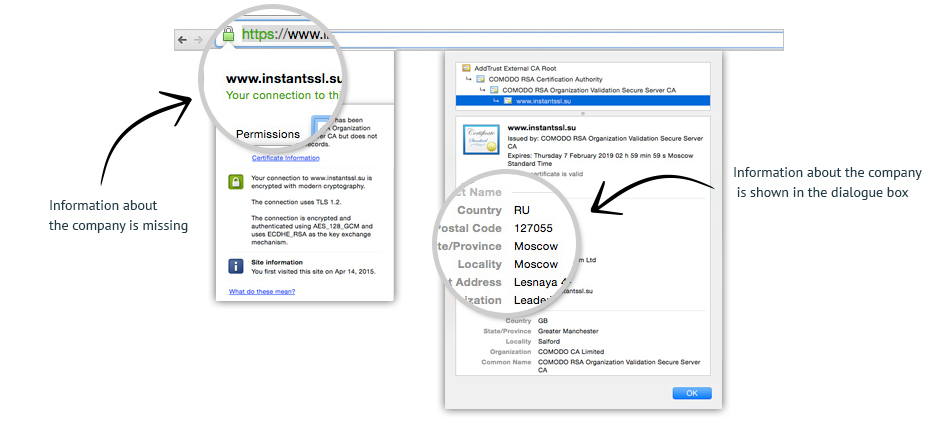 https://www.i
www.instantssl.su
Your connection to th
Permissions
has been
Organization
ver CA but does not
records.
Certificate Information
Your connection to www.instantssl.su is
encrypted with modern cryptography.
The connection uses TLS 1.2.
The connection is encrypted and
authenticated using AES_128_GCM and
uses ECDHE_RSA as the key exchange
mechanism.
Site information
You first visited this site on Apr 14, 2015.
What do these mean?
Information about
the company is missing
AddTrust External CA Root
COMODO RSA Certification Authority
COMODO RSA Organization Validation Secure Server CA
www.instantssl.su
Certificate
Standard
www.instantssl.su
Issued by: COMODO RSA Organization Validation Secure Server
CA
Expires: Thursday 7 February 2019 02 h 59 min 59 s Moscow
Standard Time
certificate is valid
ct Name
Country RU
Postal Code 127055
te/Province Moscow
Locality Moscow
t Address Lesnaya 4
ization Leader
m Ltd
instantssl.su
Country GB
State/Province Greater Manchester
Locality Salford
Organization COMODO CA Limited
Common Name COMODO RSA Organization Validation Secure Server
CA
OK
Information about the company
is shown in the dialogue box